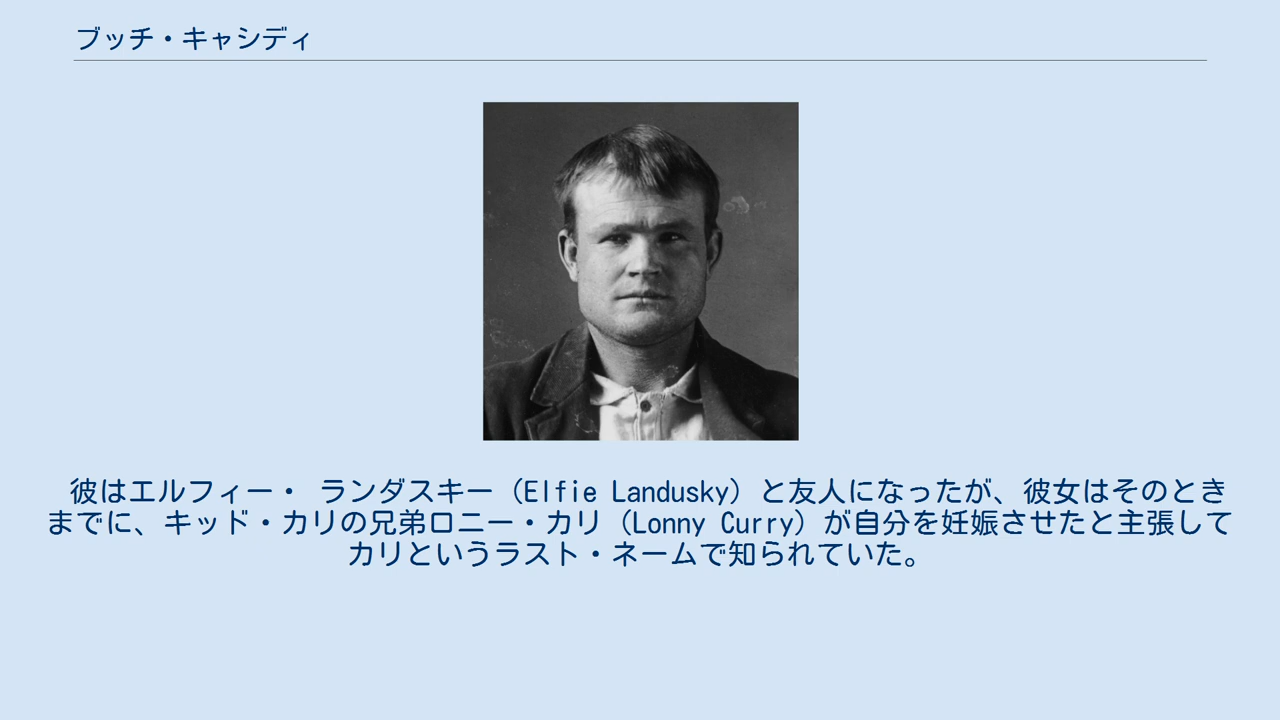 ブッチ・キャシディ
彼はエルフィー・ ランダスキー（Elfie Landusky）と友人になったが、彼女はそのとき
までに、キッド・カリの兄弟ロニー・カリ（Lonny Curry）が自分を妊娠させたと主張して
カリというラスト・ネームで知られていた。